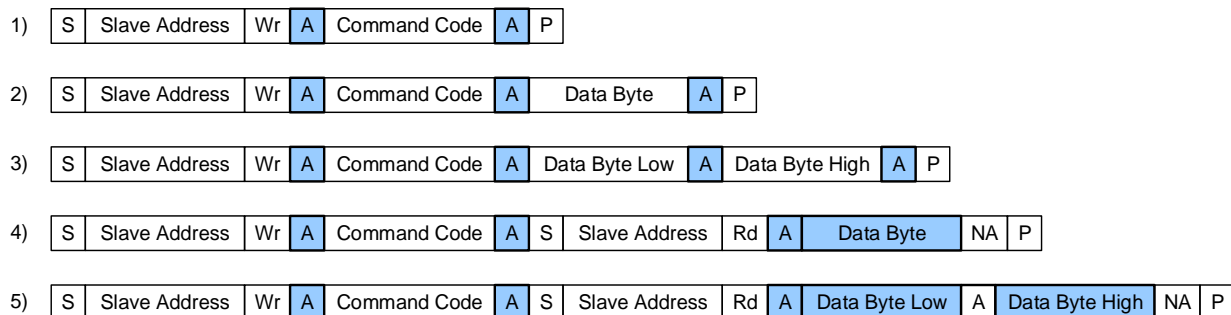 1) S Slave Address Wr A Command Code A P
2) S Slave Address Wr A Command Code A Data Byte A P
3) S Slave Address Wr A Command Code A Data Byte Low A Data Byte High A P
4) S Slave Address Wr A Command Code A S Slave Address Rd A Data Byte NA P
5) S Slave Address Wr A Command Code A S Slave Address Rd A Data Byte Low A Data Byte High NA P